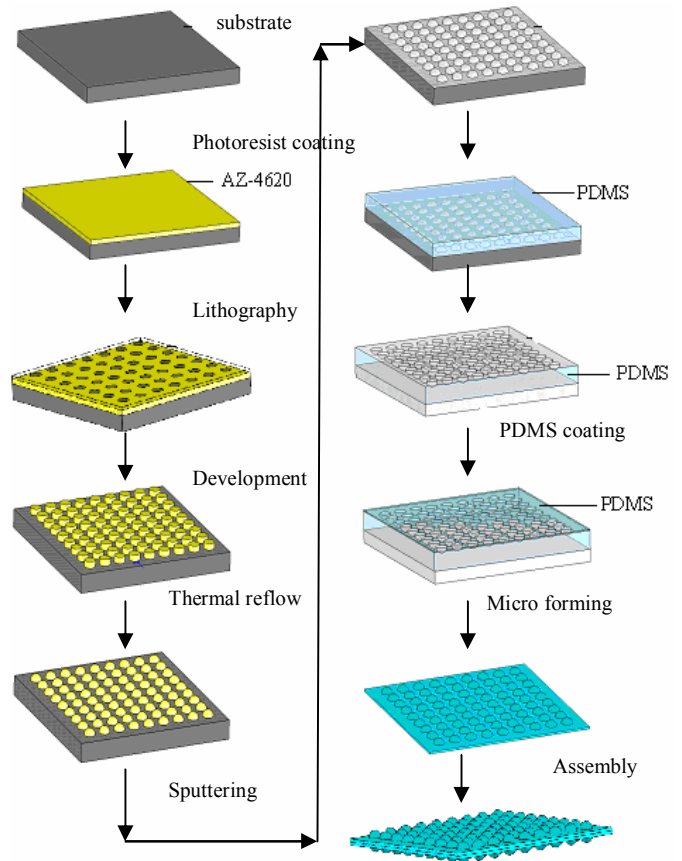 substrate
Photoresist coating
AZ-4620
Lithography
Development
Thermal reflow
Sputtering
PDMS
PDMS
PDMS coating
PDMS
Micro forming
Assembly